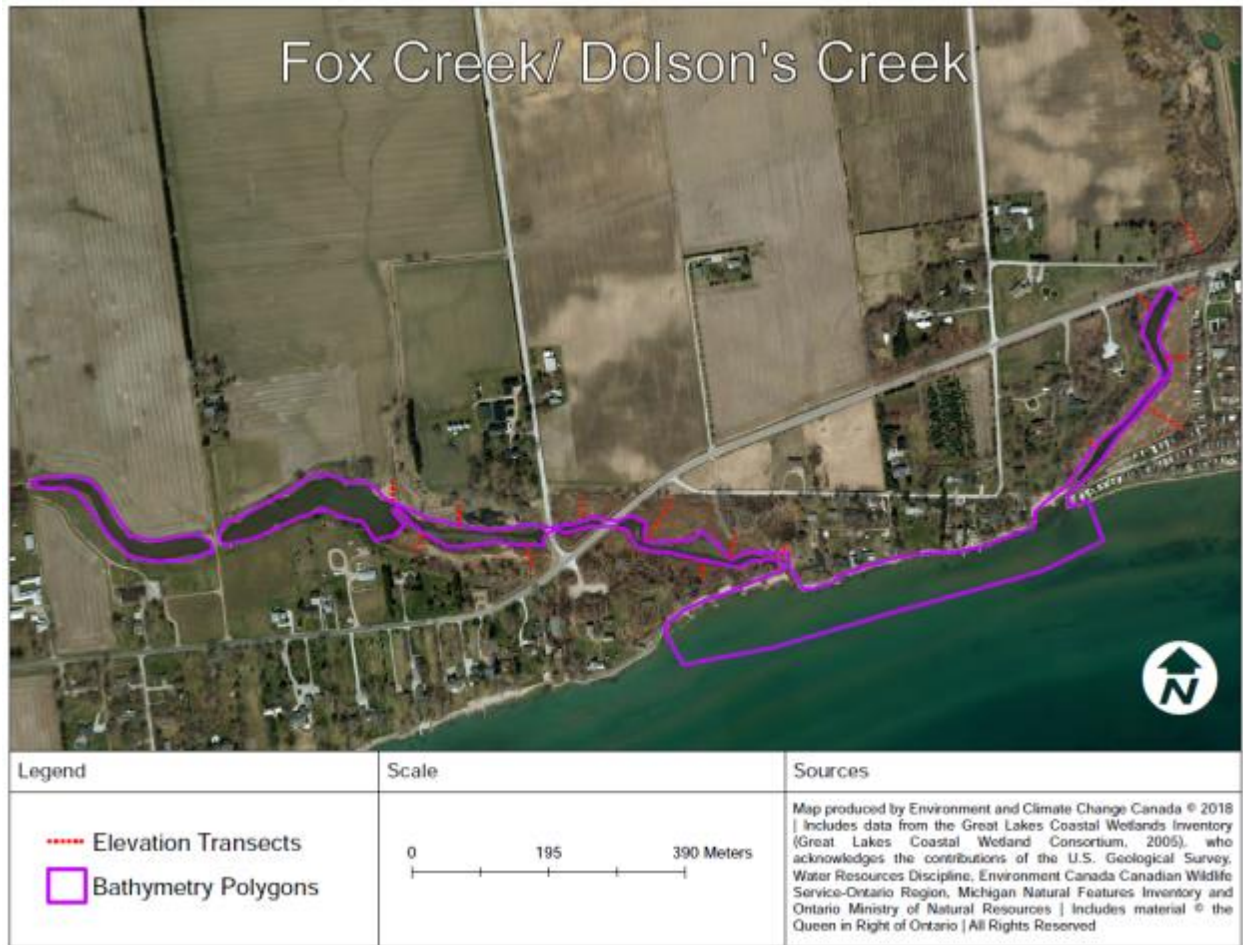 Fox Creek/ Dolson's Creek
N
Legend
Elevation Transects
Bathymetry Polygons
Scale
0 195 390 Meters
Sources
Map produced by Environment and Climate Change Canada © 2018
| Includes data from the Great Lakes Coastal Wetlands Inventory
(Great Lakes Coastal Wetland Consortium, 2005), who
acknowledges the contributions of the U.S. Geological Survey,
Water Resources Discipline, Environment Canada Canadian Wildlife
Service-Ontario Region, Michigan Natural Features Inventory and
Ontario Ministry of Natural Resources | Includes material © the
Queen in Right of Ontario | All Rights Reserved